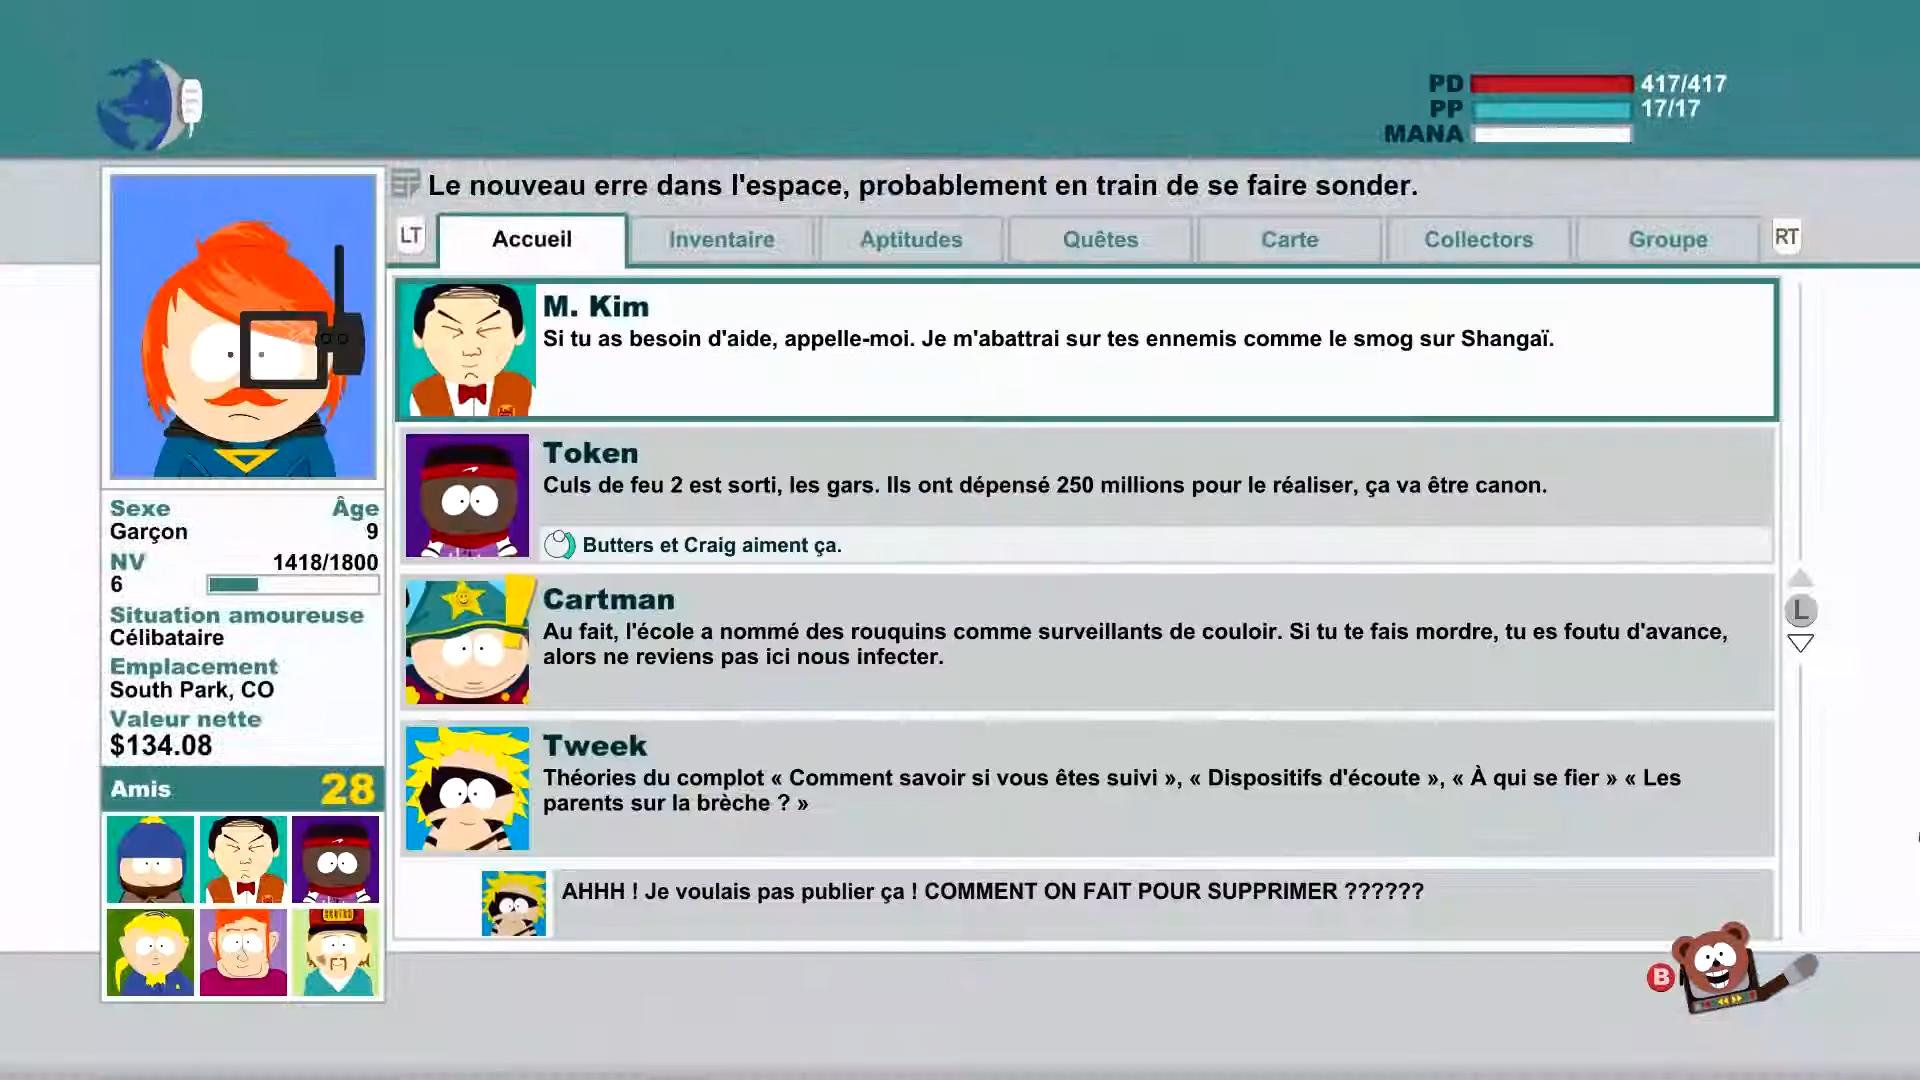 PD 417/417
PP 17/17
MANA
Le nouveau erre dans l'espace, probablement en train de se faire sonder.
LT Accueil Inventaire Aptitudes Quêtes Carte Collectors Groupe RT
M. Kim
Si tu as besoin d'aide, appelle-moi. Je m'abattrai sur tes ennemis comme le smog sur Shangaï.
Token
Culs de feu 2 est sorti, les gars. Ils ont dépensé 250 millions pour le réaliser, ça va être canon.
Butters et Craig aiment ça.
Cartman
Au fait, l'école a nommé des rouquins comme surveillants de couloir. Si tu te fais mordre, tu es foutu d'avance,
alors ne reviens pas ici nous infecter.
Tweek
Théories du complot « Comment savoir si vous êtes suivi », « Dispositifs d'écoute », « À qui se fier » « Les
parents sur la brèche ? »
AHHH ! Je voulais pas publier ça ! COMMENT ON FAIT POUR SUPPRIMER ??????
Sexe Âge
Garçon 9
NV 1418/1800
6
Situation amoureuse
Célibataire
Emplacement
South Park, CO
Valeur nette
$134.08
Amis 28
L
B